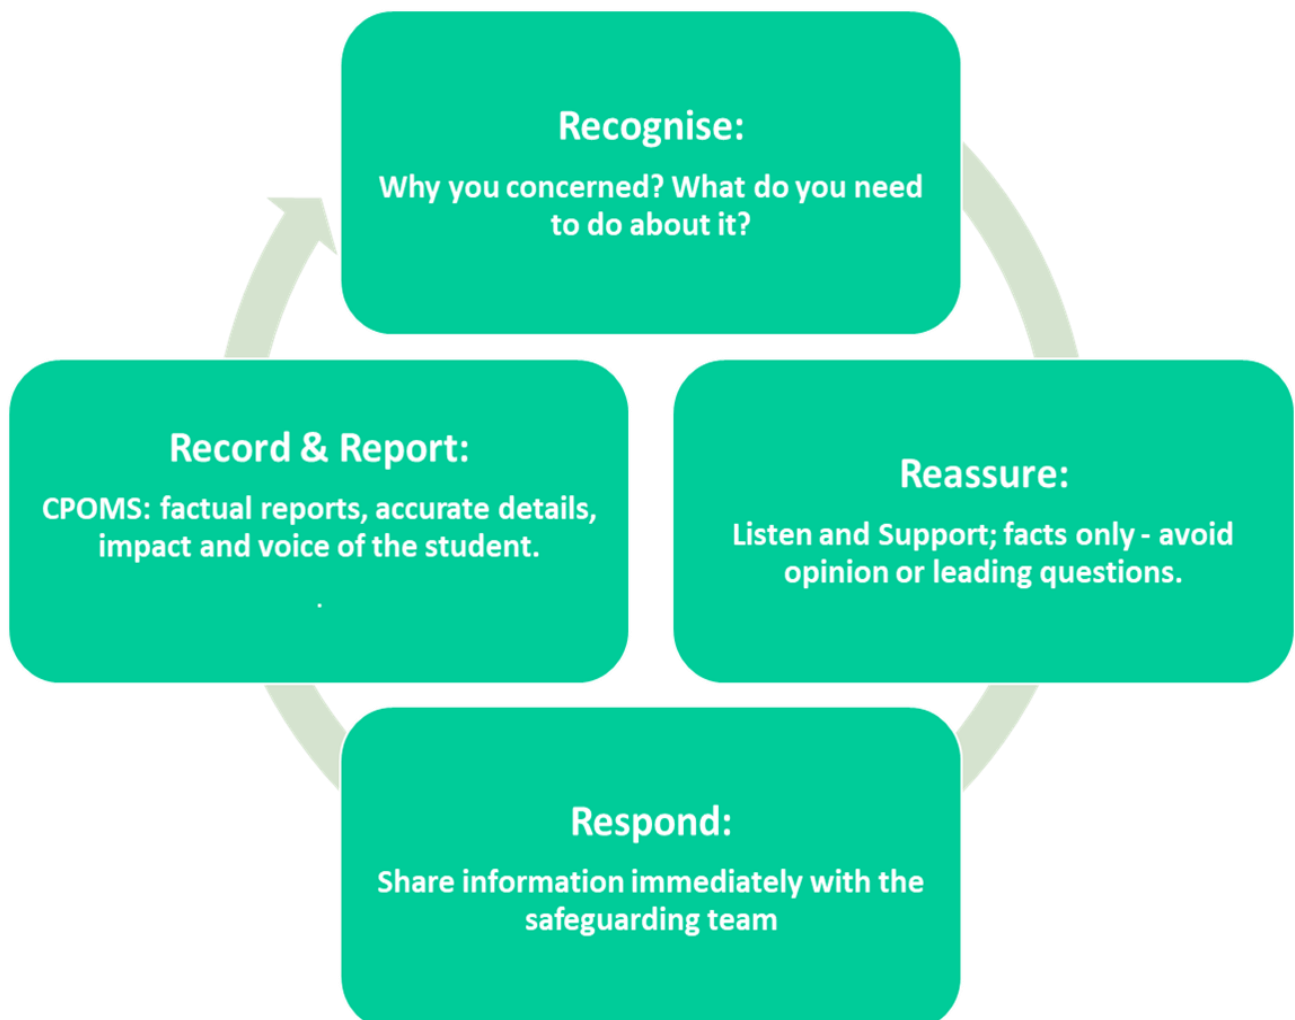 Recognise:
Why you concerned? What do you need
to do about it?
Reassure:
Listen and Support; facts only - avoid
opinion or leading questions.
Respond:
Share information immediately with the
safeguarding team
Record & Report:
CPOMS: factual reports, accurate details,
impact and voice of the student.
.